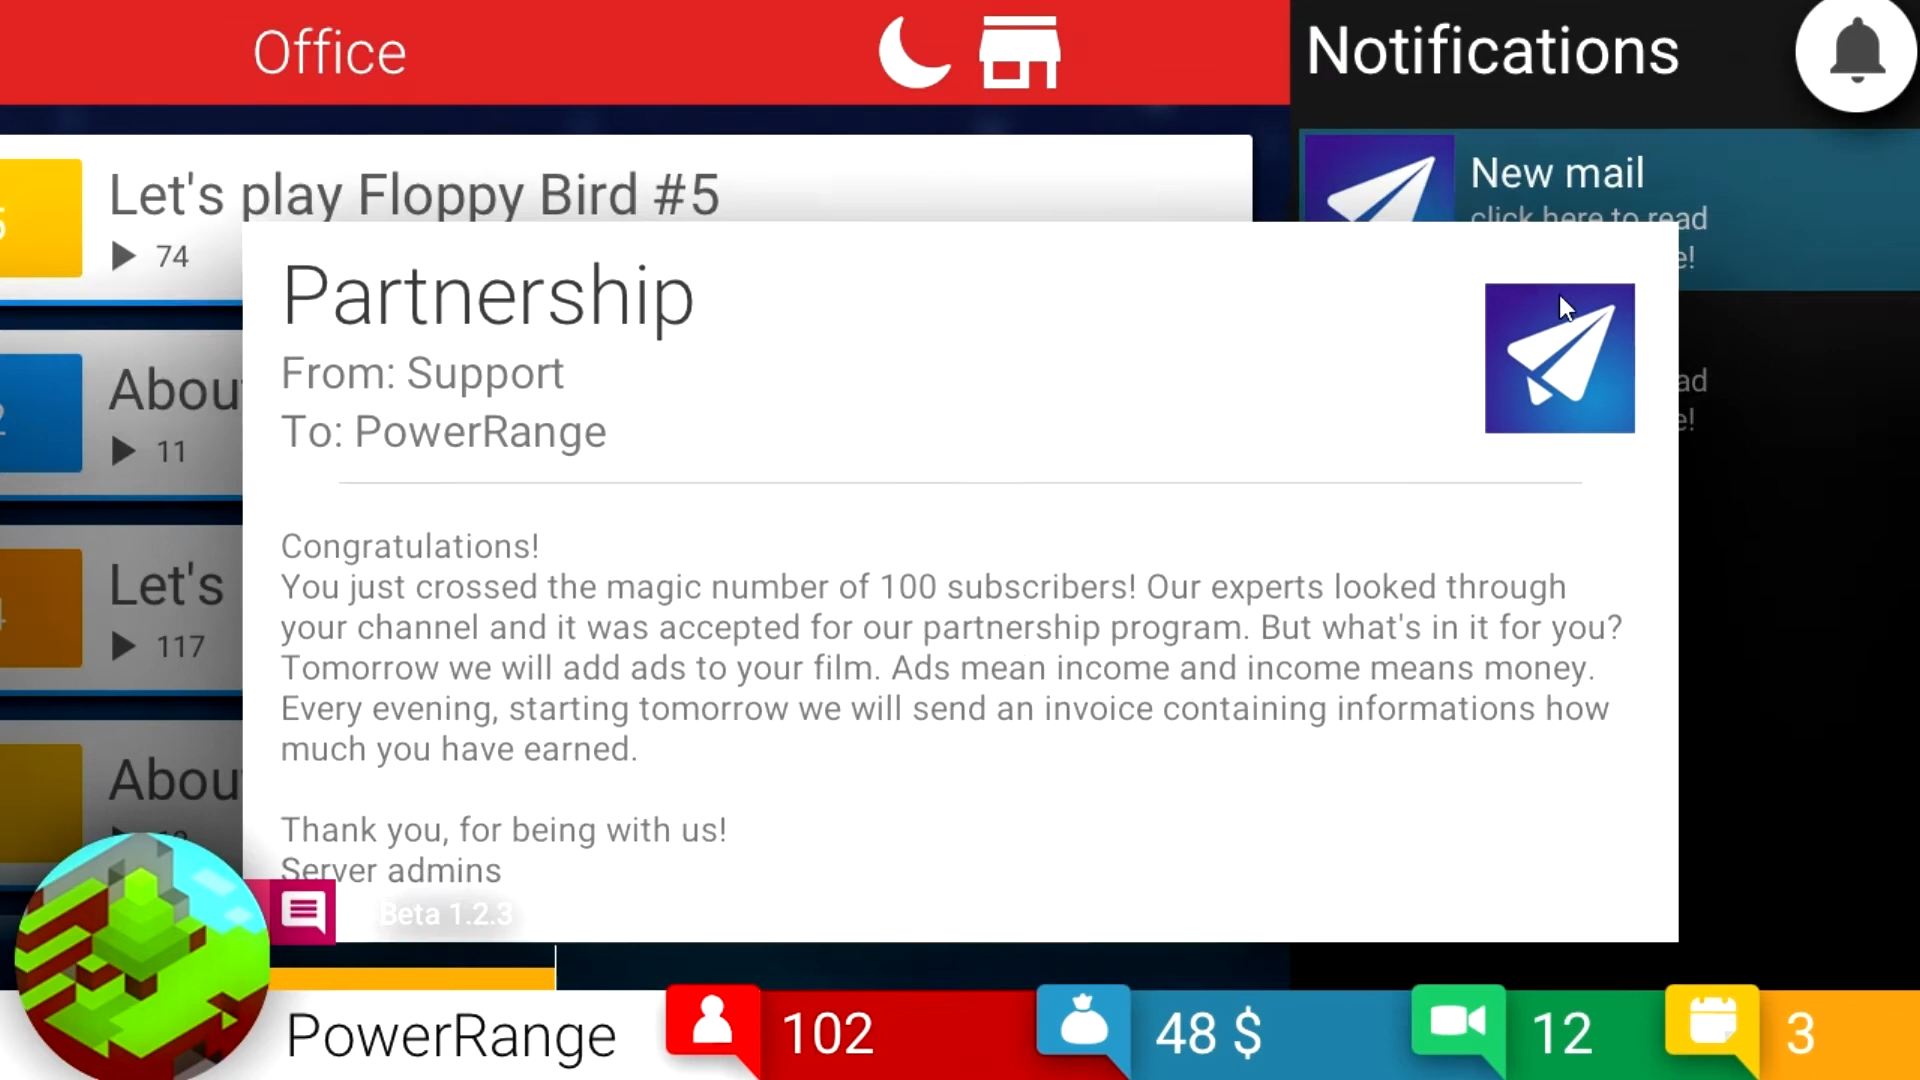 Office
Notifications
Let's play Floppy Bird #5
74
New mail
click here to read
e!
Partnership
From: Support
To: PowerRange
Abou
11
ad
e!
Congratulations!
You just crossed the magic number of 100 subscribers! Our experts looked through
your channel and it was accepted for our partnership program. But what's in it for you?
Tomorrow we will add ads to your film. Ads mean income and income means money.
Every evening, starting tomorrow we will send an invoice containing informations how
much you have earned.
Let's
117
Abou
Thank you, for being with us!
Server admins
Beta 1.2.3
PowerRange
102
48 $
12
3